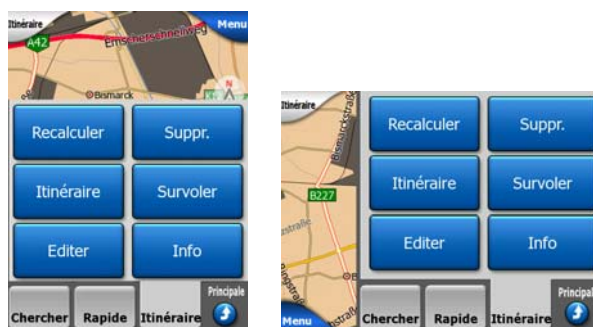 Itinéraire
Menu
A42
Emscherschnellweg
Bismarck
N
Recalculer
Suppr.
Itinéraire
Survoler
Editer
Info
Chercher
Rapide
Itinéraire
Principale
Itinéraire
Bismarckstraße
B227
Recalculer
Suppr.
Itinéraire
Survoler
Editer
Info
Menu
Chercher
Rapide
Itinéraire
Principale